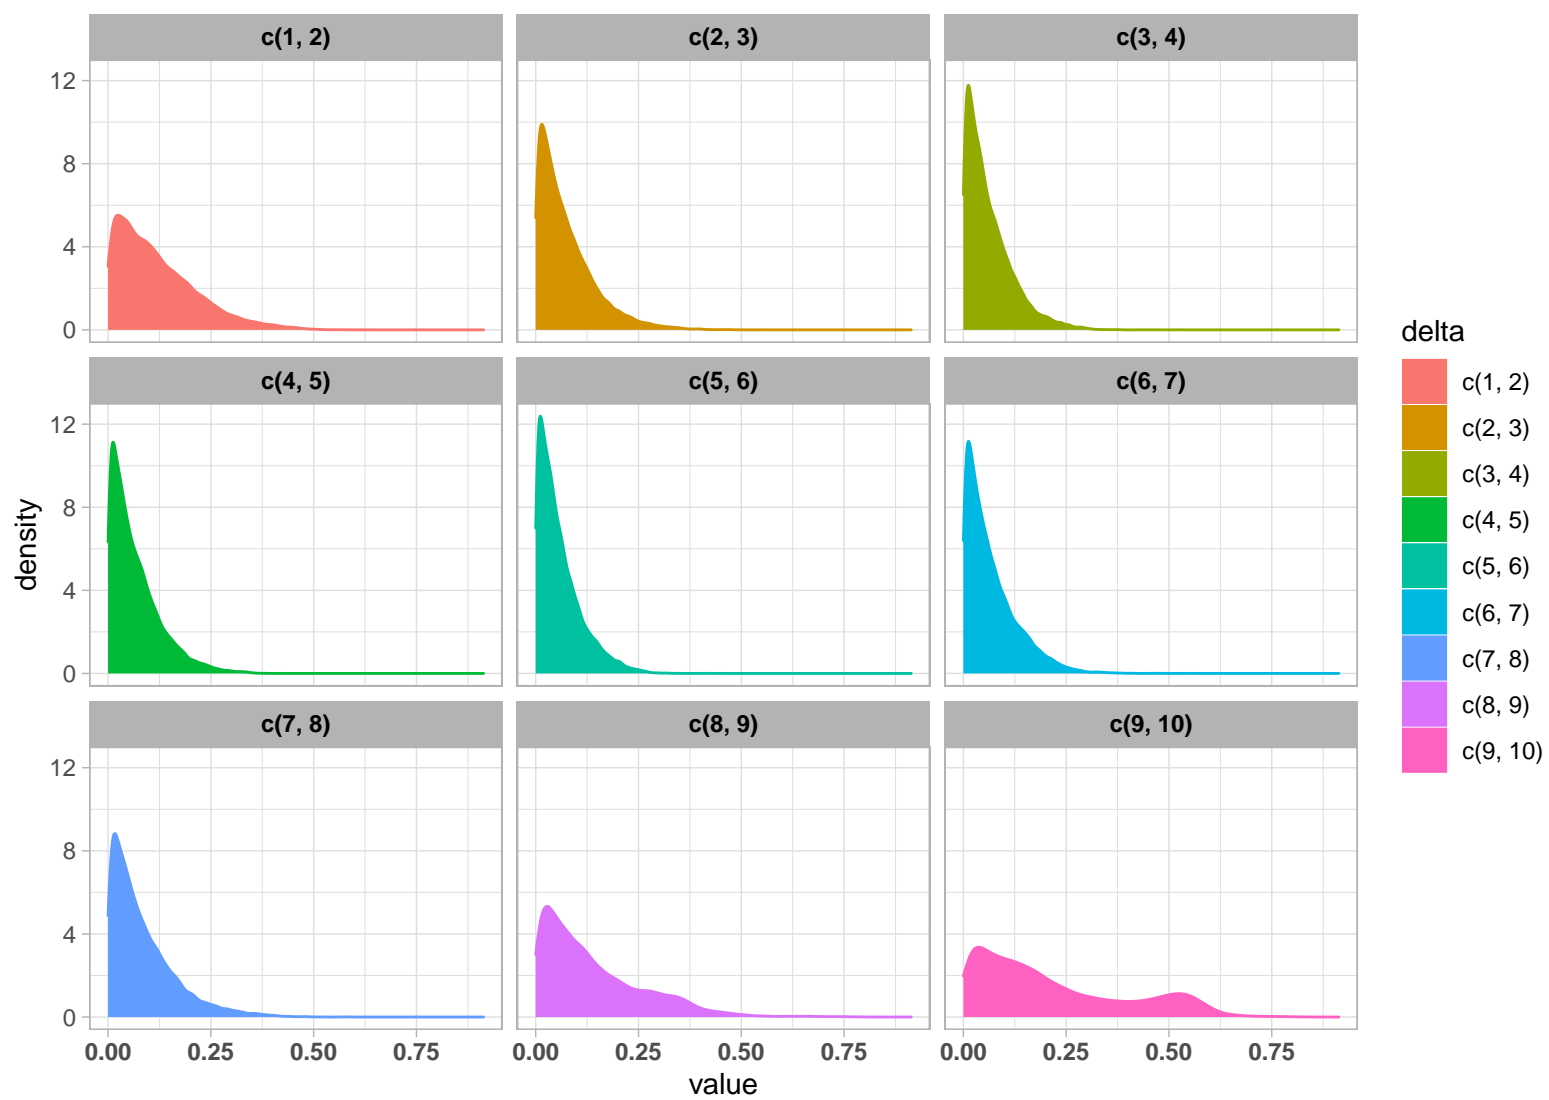 c(1, 2)
c(2, 3)
c(3, 4)
12
8
4
0
c(4, 5)
c(5, 6)
c(6, 7)
12
8
4
0
c(7, 8)
c(8, 9)
c(9, 10)
12
8
4
0
0.00 0.25 0.50 0.75
0.00 0.25 0.50 0.75
0.00 0.25 0.50 0.75
value
density
delta
c(1, 2)
c(2, 3)
c(3, 4)
c(4, 5)
c(5, 6)
c(6, 7)
c(7, 8)
c(8, 9)
c(9, 10)